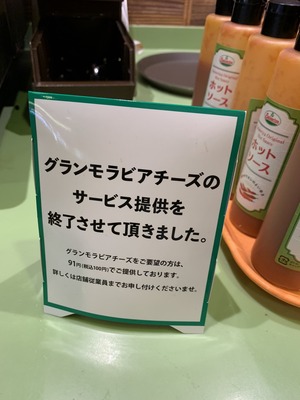 グランモラビアチーズの
サービス提供を
終了させて頂きました。
グランモラビアチーズをご要望の方は、
91円(税込100円)でご提供しております。
詳しくは店舗従業員までお申し付けくださいませ。
ホット
ソース
ホット
ソース